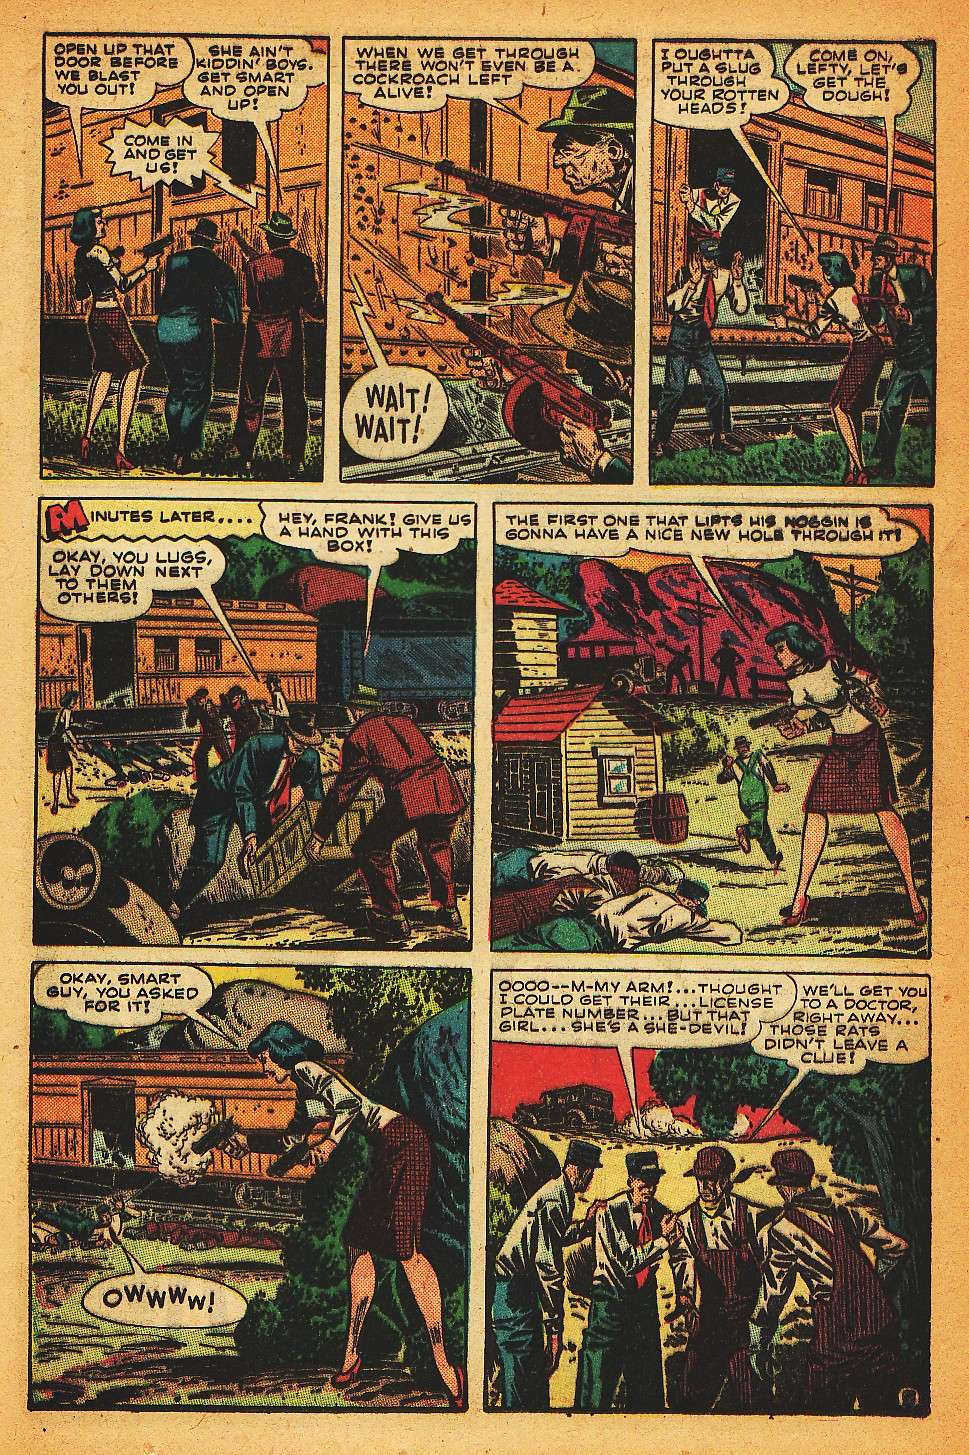 OPEN UP THAT
DOOR BEFORE
WE BLAST
YOU OUT!
SHE AIN'T
KIDDIN' BOYS.
GET SMART
AND OPEN
UP!
COME IN
AND GET
US!
WHEN WE GET THROUGH
THERE WON'T EVEN BE A
COCKROACH LEFT
ALIVE!
WAIT!
WAIT!
I OUGHTTA
PUT A SLUG
THROUGH
YOUR ROTTEN
HEADS!
COME ON,
LEFTY, LET'S
GET THE
DOUGH!
MINUTES LATER....
HEY, FRANK! GIVE US
A HAND WITH THIS
BOX!
OKAY, YOU LUGS,
LAY DOWN NEXT
TO THEM
OTHERS!
THE FIRST ONE THAT LIFTS HIS NOGGIN IS
GONNA HAVE A NICE NEW HOLE THROUGH IT!
OKAY, SMART
GUY, YOU ASKED
FOR IT!
OWWWW!
OOOO--M-MY ARM!...THOUGHT
I COULD GET THEIR...LICENSE
PLATE NUMBER...BUT THAT
GIRL...SHE'S A SHE-DEVIL!
WE'LL GET YOU
TO A DOCTOR,
RIGHT AWAY...
THOSE RATS
DIDN'T LEAVE A
CLUE!